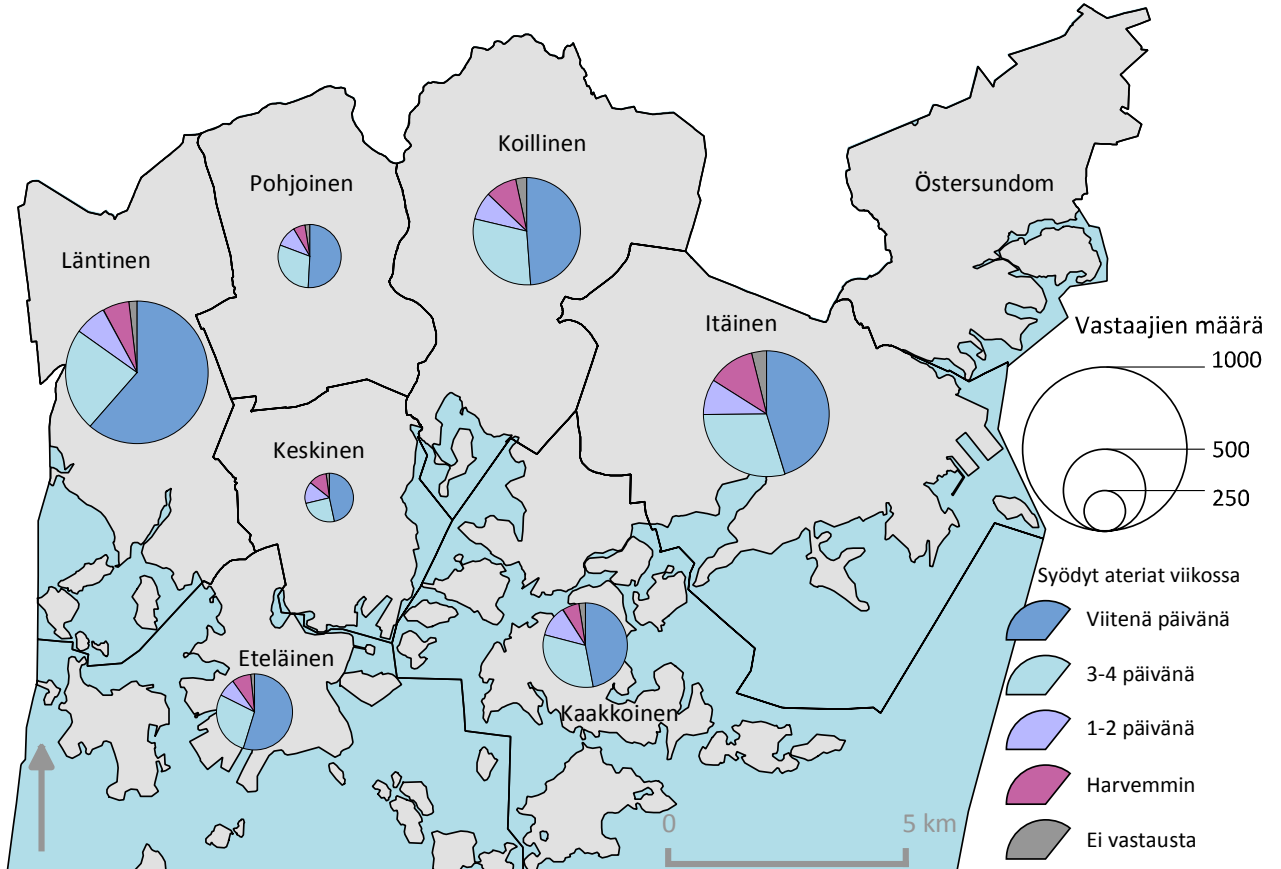 Koillinen
Pohjoinen
Östersundom
Läntinen
Itäinen
Keskinen
Eteläinen
Kaakkoinen
Vastaajien määrä
1000
500
250
Syödyt ateriat viikossa
Viitenä päivänä
3-4 päivänä
1-2 päivänä
Harvemmin
Ei vastausta
0 5 km